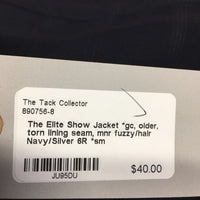 The Tack Collector
890756-8
The Elite Show Jacket *gc, older,
torn lining seam, mnr fuzzy/hair
Navy/Silver 6R *sm
JU95DU
$40.00